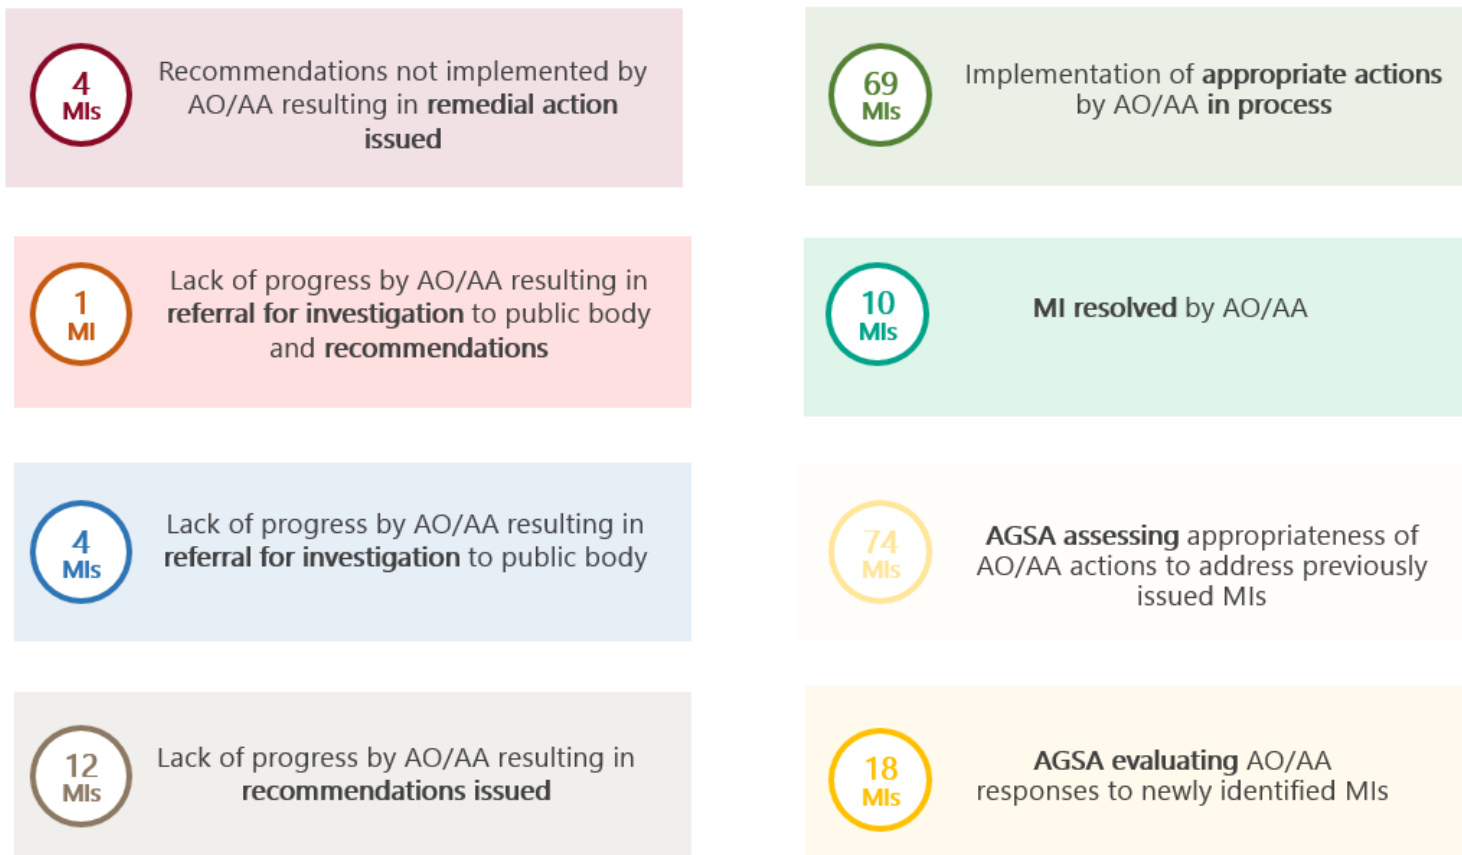 4
MIs
Recommendations not implemented by
AO/AA resulting in remedial action
issued
1
MI
Lack of progress by AO/AA resulting in
referral for investigation to public body
and recommendations
4
MIs
Lack of progress by AO/AA resulting in
referral for investigation to public body
12
MIs
Lack of progress by AO/AA resulting in
recommendations issued
69
MIs
Implementation of appropriate actions
by AO/AA in process
10
MIs
MI resolved by AO/AA
74
MIs
AGSA assessing appropriateness of
AO/AA actions to address previously
issued MIs
18
MIs
AGSA evaluating AO/AA
responses to newly identified MIs